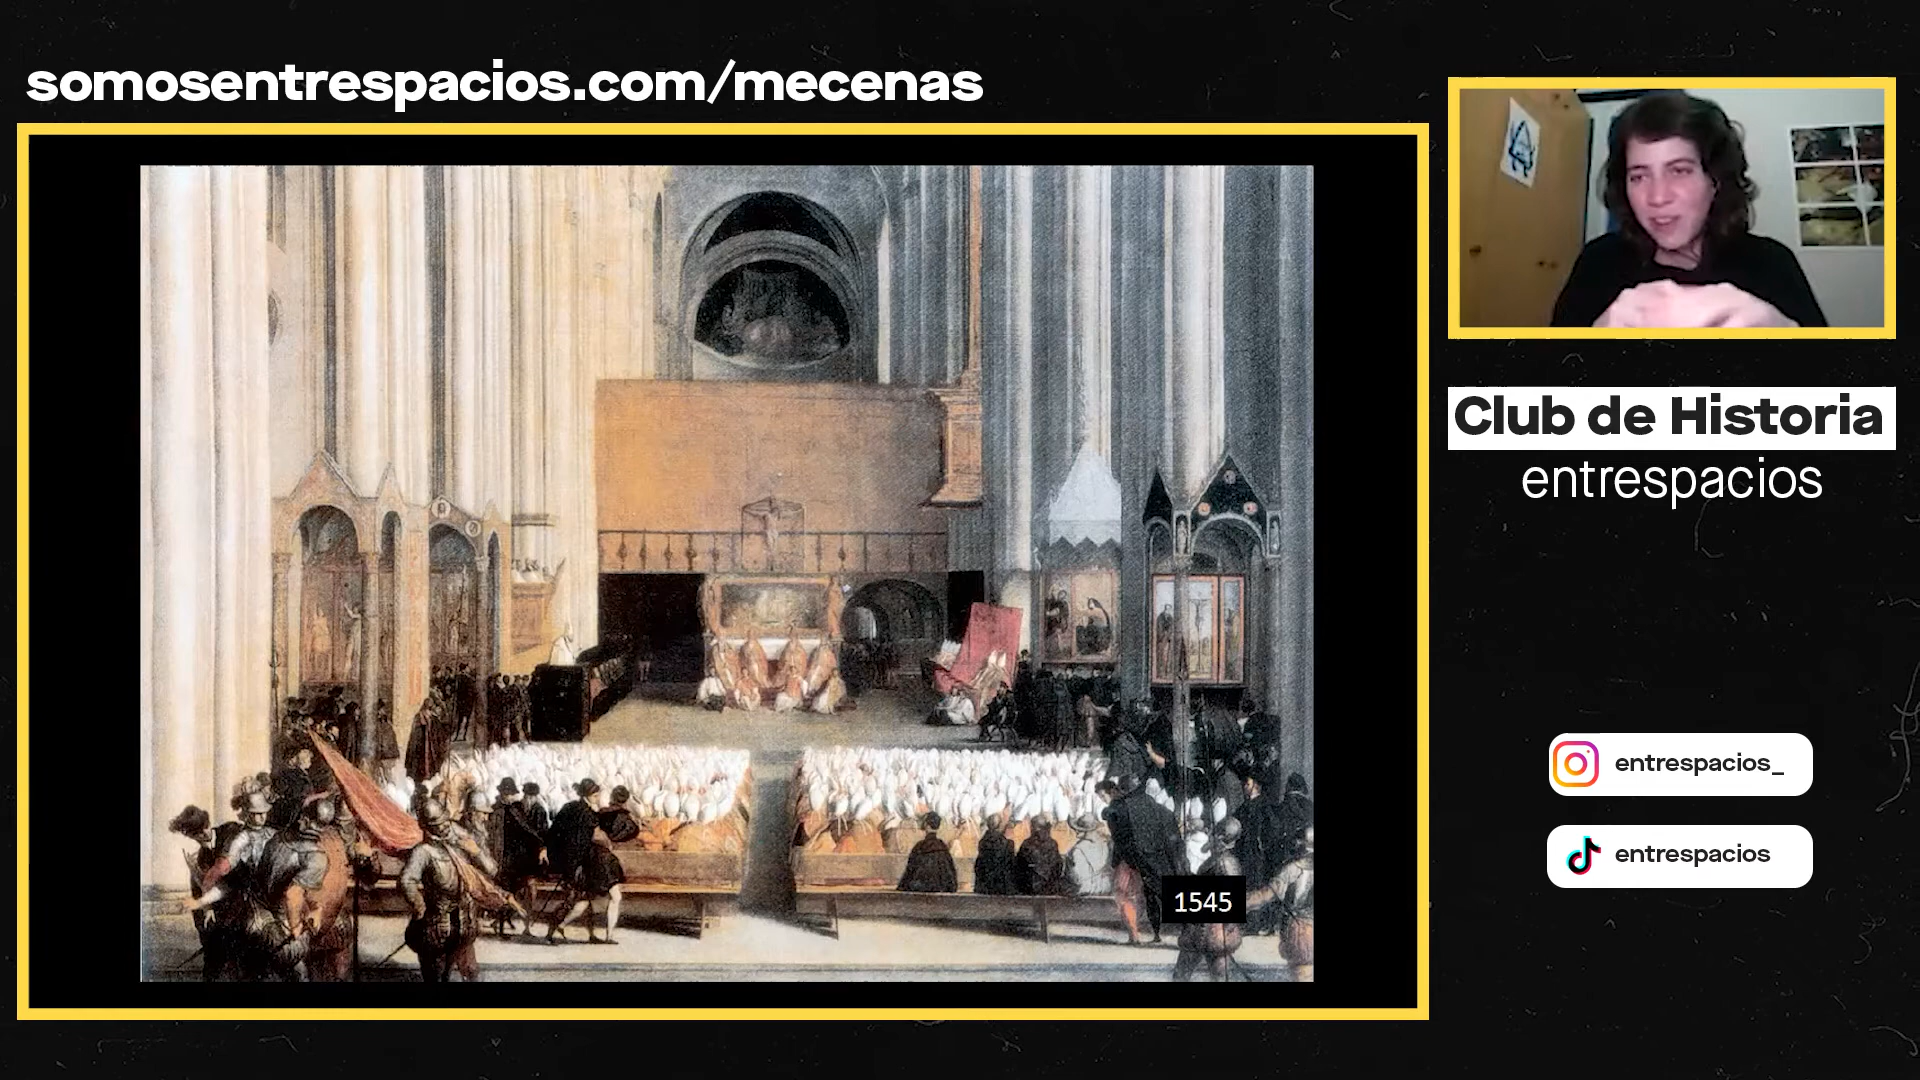 somosentrespacios.com/mecenas
Club de Historia
entrespacios
entrespacios_
entrespacios
1545